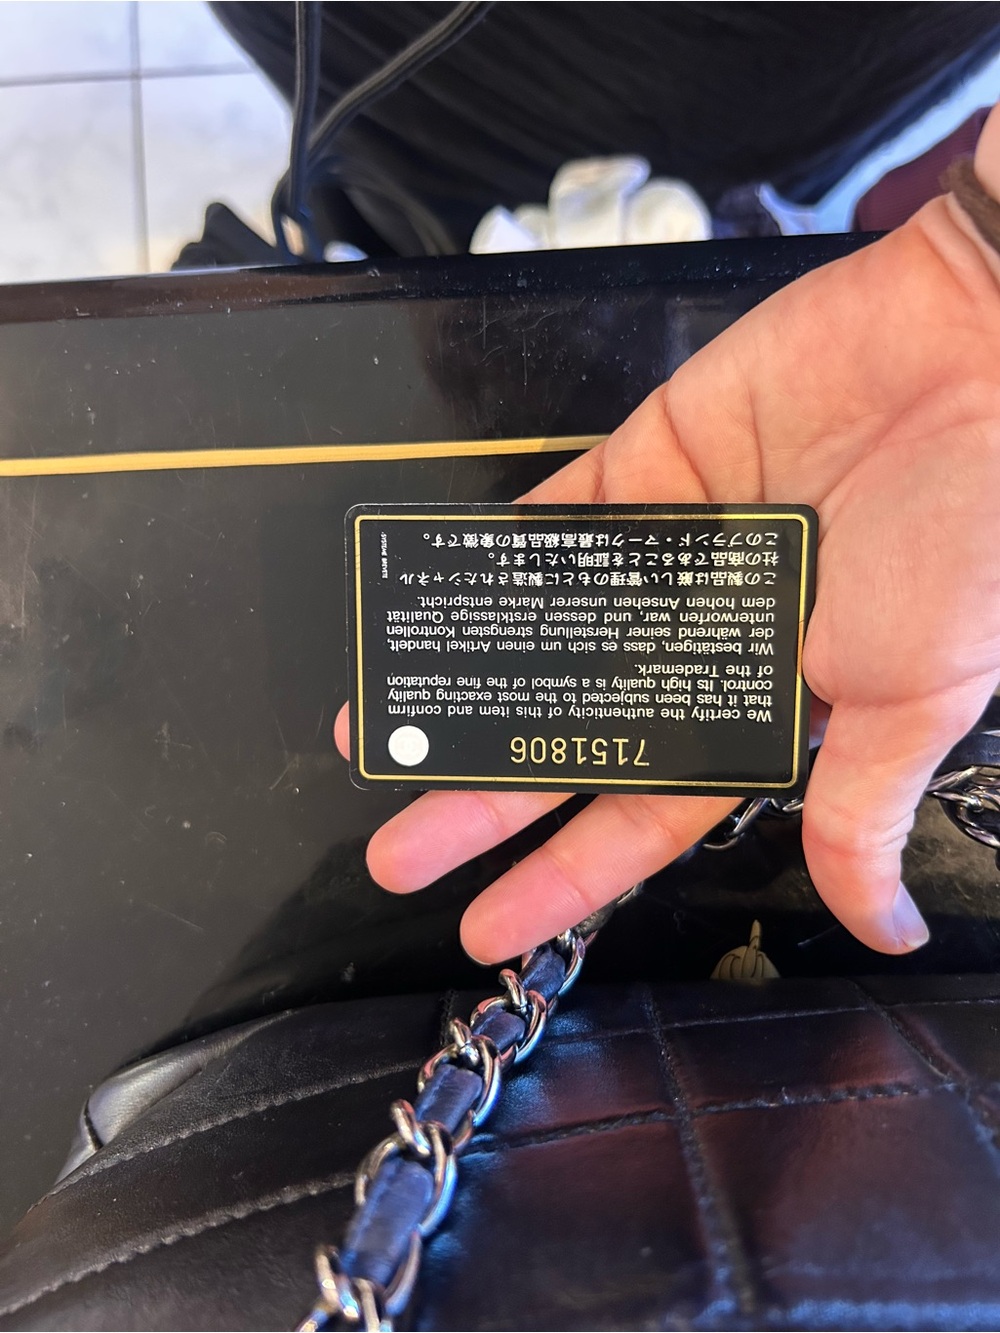 7151806
We certify the authenticity of this item and confirm
that it has been subjected to the most exacting quality
control. Its high quality is a symbol of the fine reputation
of the Trademark.
Wir bestätigen, dass es sich um einen Artikel handelt,
der während seiner Herstellung strengsten Kontrollen
unterworfen war, und dessen erstklassige Qualität
dem hohen Ansehen unserer Marke entspricht.
この製品は厳しい管理のもとに製造されたシャネル
社の商品であることを証明いたします。
このブランド・マークは最高級品質の象徴です。
SYSTEME BREVETE